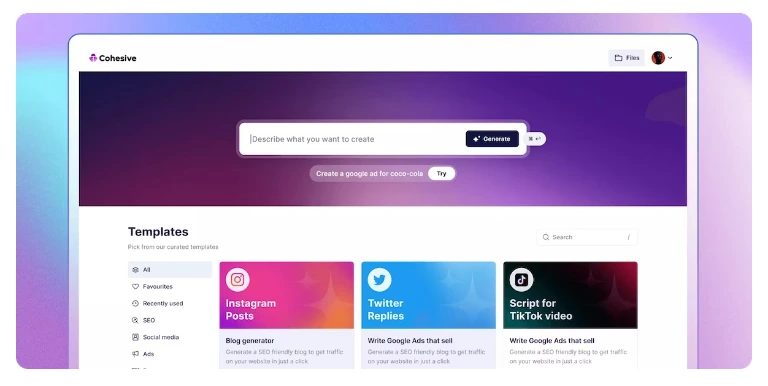 Cohesive
Files
Describe what you want to create
Generate
⌘ ↵
Create a google ad for coco-cola
Try
Templates
Pick from our curated templates
Search
/
All
Favourites
Recently used
SEO
Social media
Ads
Instagram
Posts
Blog generator
Generate a SEO friendly brog to get traffic
on your website in just a click
Twitter
Replies
Write Google Ads that sell
Generate a SEO friendly blog to get traffic
on your website in just a click
Script for
TikTok video
Write Google Ads that sell
Generate a SEO friendly blog to get traffic
on your website in just a click